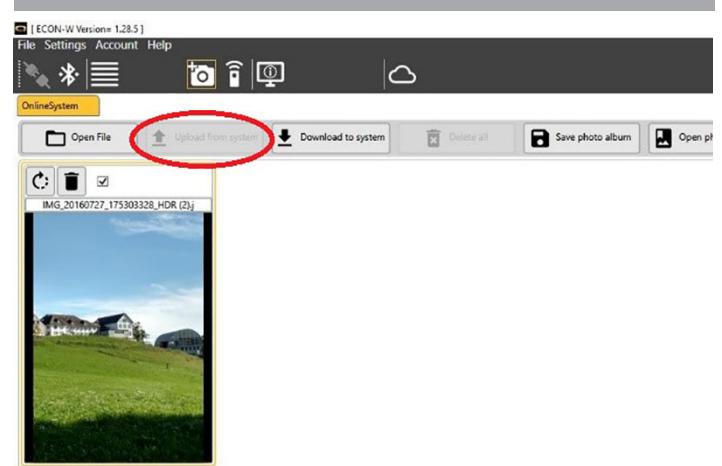 [ ECON-W Version= 1.28.5 ]
File Settings Account Help
OnlineSystem
Open File
Upload from system
Download to system
Delete all
Save photo album
Open ph
IMG_20160727_175303328_HDR (2).j